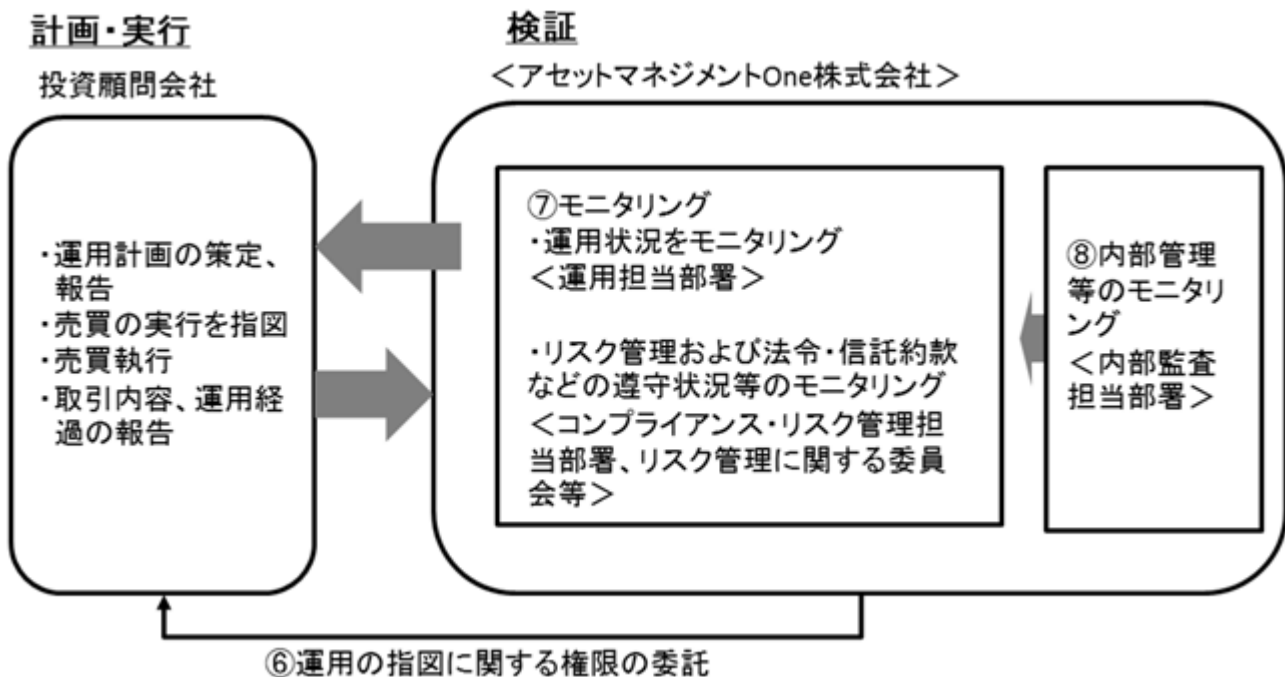 計画・実行
投資顧問会社
・運用計画の策定、
報告
・売買の実行を指図
・売買執行
・取引内容、運用経
過の報告
検証
＜アセットマネジメントOne株式会社＞
⑦モニタリング
・運用状況をモニタリング
＜運用担当部署＞
・リスク管理および法令・信託約款
などの遵守状況等のモニタリング
＜コンプライアンス・リスク管理担
当部署、リスク管理に関する委員
会等＞
⑧内部管理
等のモニタリ
ング
＜内部監査
担当部署＞
⑥運用の指図に関する権限の委託